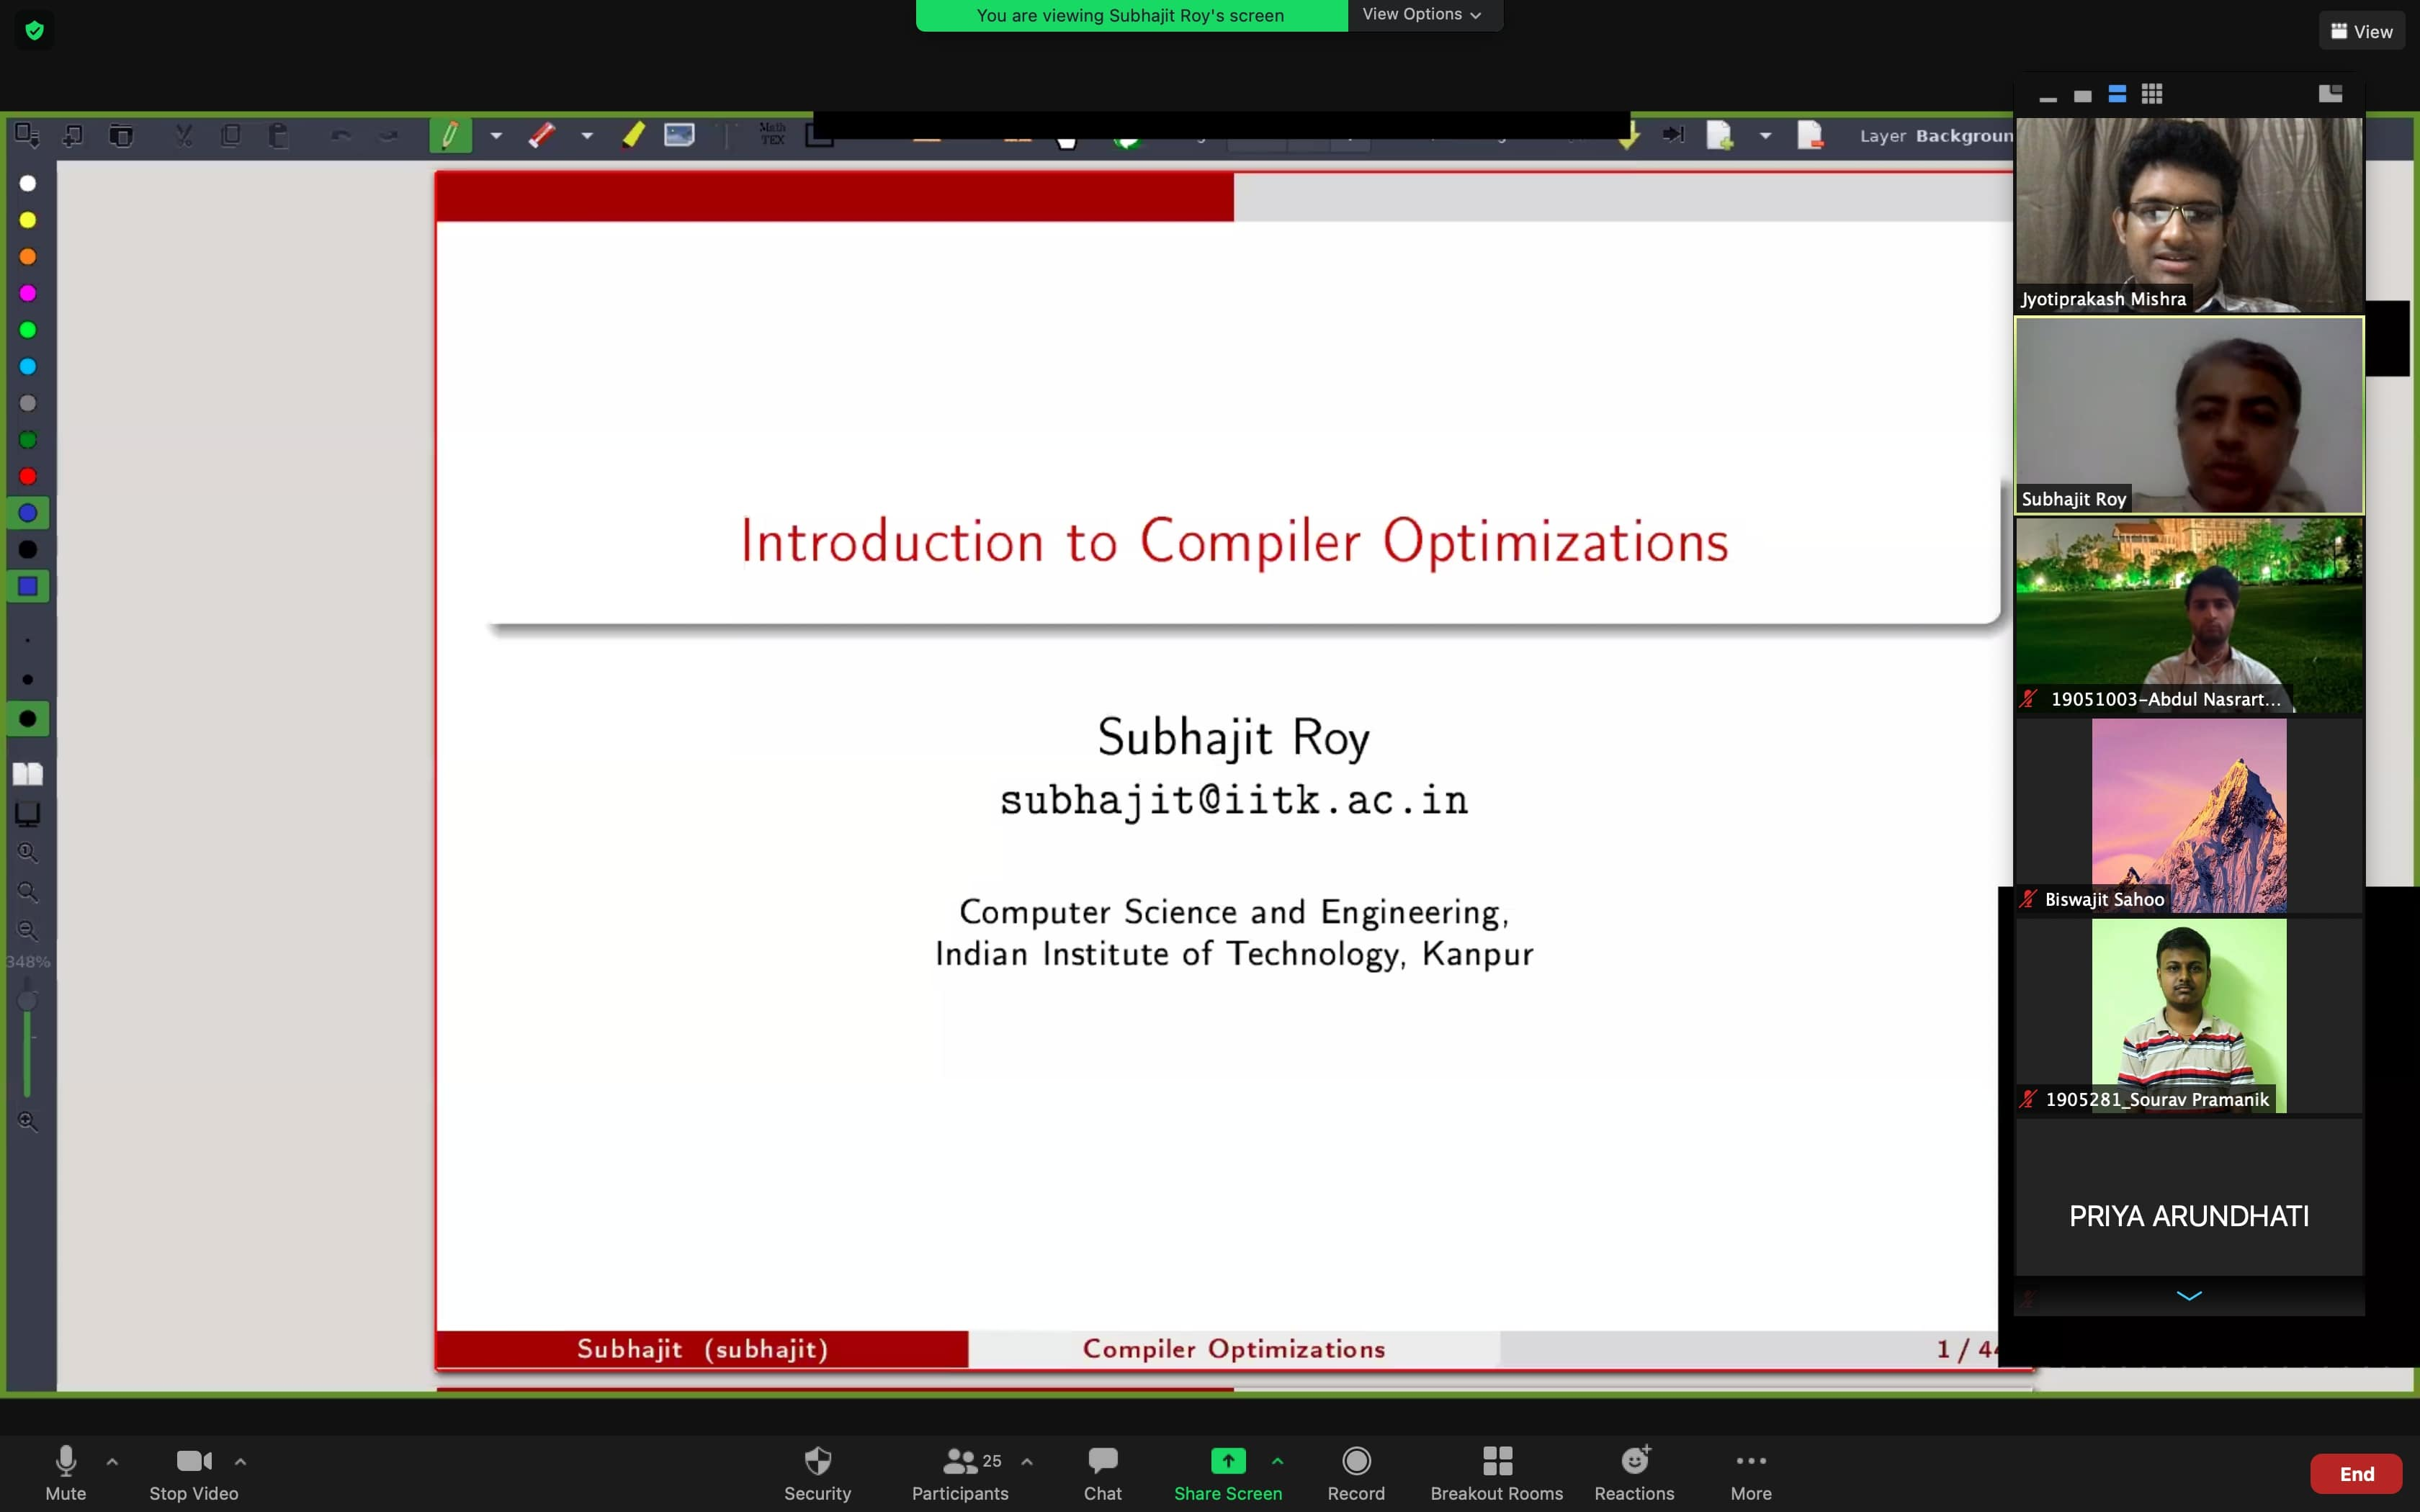 You are viewing Subhajit Roy's screen
View Options
View
Math
TEX
Layer Backgroun
348%
Introduction to Compiler Optimizations
Subhajit Roy
subhajit@iitk.ac.in
Computer Science and Engineering,
Indian Institute of Technology, Kanpur
Subhajit (subhajit)
Compiler Optimizations
1 / 44
Jyotiprakash Mishra
Subhajit Roy
19051003-Abdul Nasrart...
Biswajit Sahoo
1905281_Sourav Pramanik
PRIYA ARUNDHATI
Mute
Stop Video
Security
25
Participants
Chat
Share Screen
Record
Breakout Rooms
Reactions
More
End